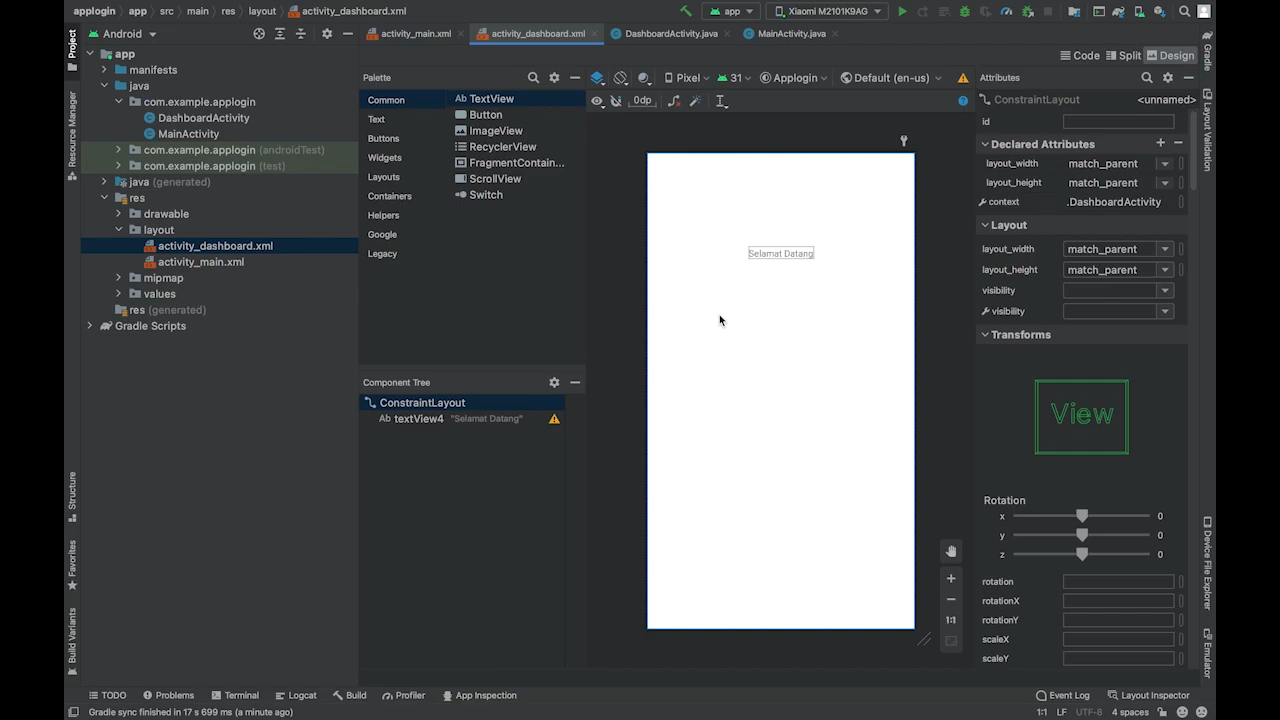 applogin app src main res layout activity_dashboard.xml app Xiaomi M2101K9AG
Project Android activity_main.xml activity_dashboard.xml DashboardActivity.java MainActivity.java Gradle
app
manifests
java
com.example.applogin
DashboardActivity
MainActivity
com.example.applogin (androidTest)
com.example.applogin (test)
java (generated)
res
drawable
layout
activity_dashboard.xml
activity_main.xml
mipmap
values
res (generated)
Gradle Scripts
Resource Manager
Structure
Favorites
Build Variants
Code Split Design
Palette
Common
Text
Buttons
Widgets
Layouts
Containers
Helpers
Google
Legacy
Ab TextView
Button
ImageView
RecyclerView
FragmentContain...
ScrollView
Switch
Component Tree
ConstraintLayout
Ab textView4 "Selamat Datang"
Pixel 31 Applogin Default (en-us)
0dp
Selamat Datang
1:1
Attributes
ConstraintLayout <unnamed>
id
Declared Attributes
layout_width match_parent
layout_height match_parent
context .DashboardActivity
Layout
layout_width match_parent
layout_height match_parent
visibility
visibility
Transforms
View
Rotation
x 0
y 0
z 0
rotation
rotationX
rotationY
scaleX
scaleY
Layout Validation
Device File Explorer
Emulator
TODO Problems Terminal Logcat Build Profiler App Inspection Event Log Layout Inspector
Gradle sync finished in 17 s 699 ms (a minute ago) 1:1 LF UTF-8 4 spaces